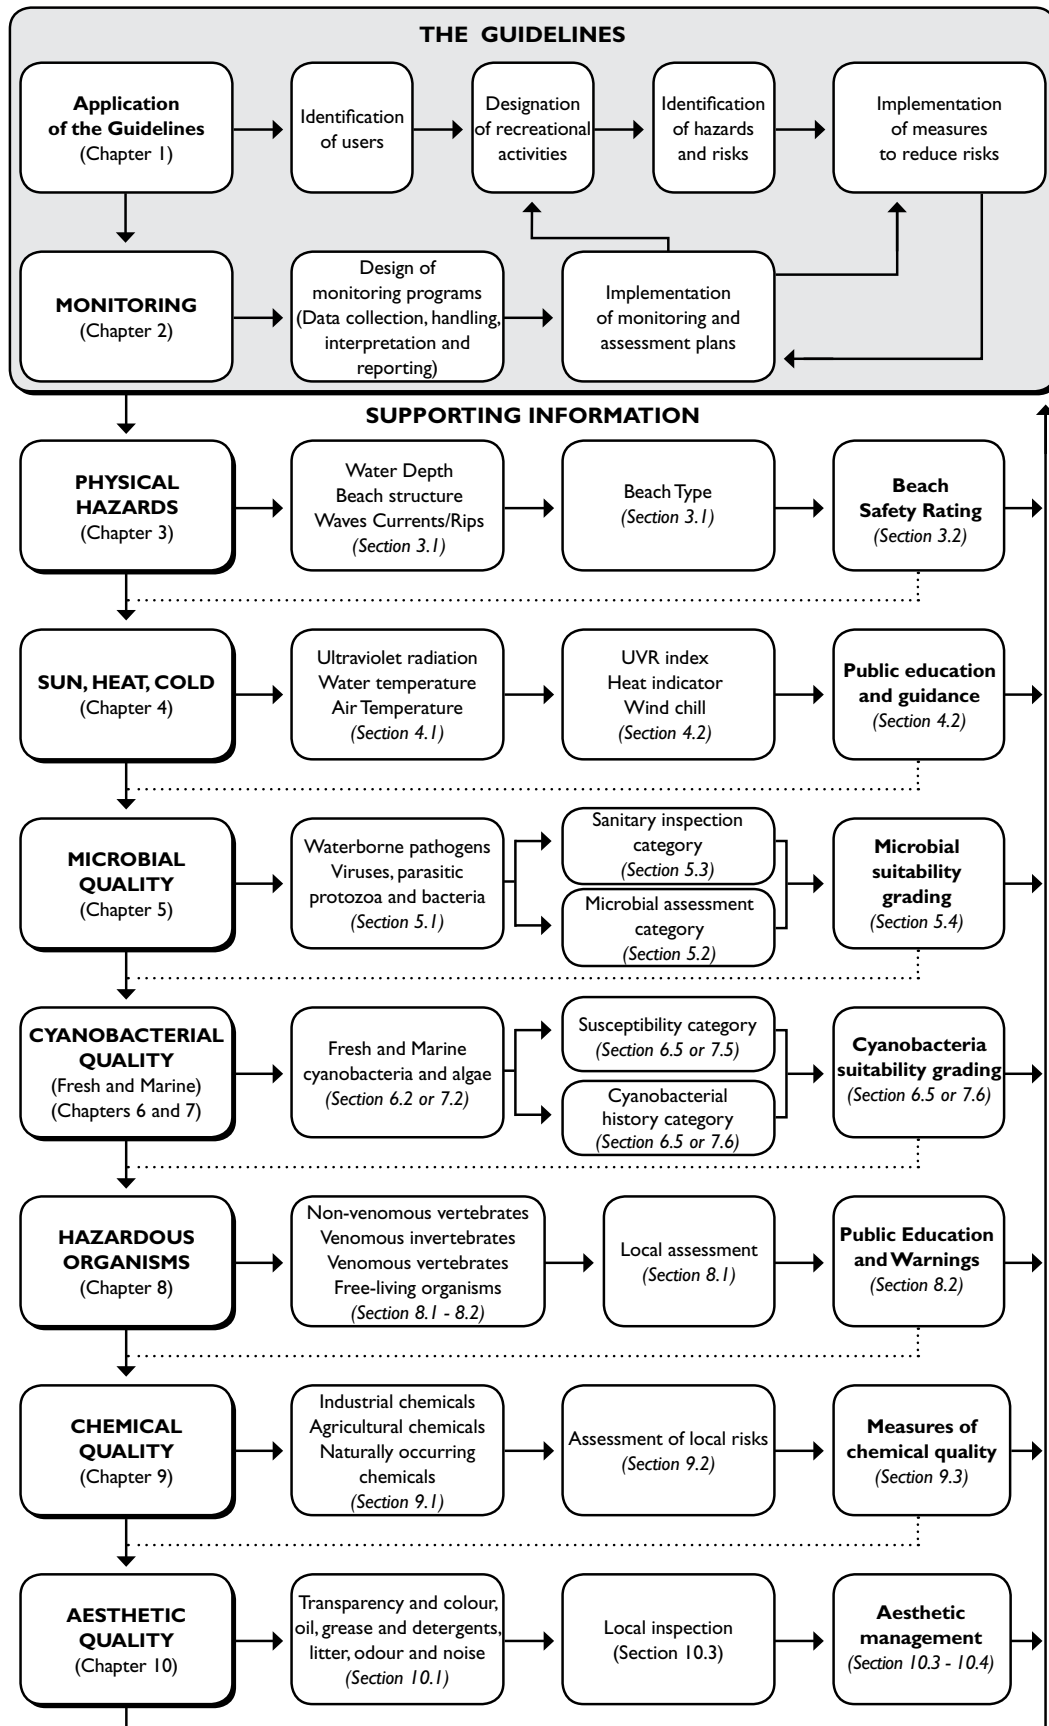 THE GUIDELINES
Application
of the Guidelines
(Chapter 1)
Identification
of users
Designation
of recreational
activities
Identification
of hazards
and risks
Implementation
of measures
to reduce risks
MONITORING
(Chapter 2)
Design of
monitoring programs
(Data collection, handling,
interpretation and
reporting)
Implementation
of monitoring and
assessment plans
SUPPORTING INFORMATION
PHYSICAL
HAZARDS
(Chapter 3)
Water Depth
Beach structure
Waves Currents/Rips
(Section 3.1)
Beach Type
(Section 3.1)
Beach
Safety Rating
(Section 3.2)
SUN, HEAT, COLD
(Chapter 4)
Ultraviolet radiation
Water temperature
Air Temperature
(Section 4.1)
UVR index
Heat indicator
Wind chill
(Section 4.2)
Public education
and guidance
(Section 4.2)
MICROBIAL
QUALITY
(Chapter 5)
Waterborne pathogens
Viruses, parasitic
protozoa and bacteria
(Section 5.1)
Sanitary inspection
category
(Section 5.3)
Microbial assessment
category
(Section 5.2)
Microbial
suitability
grading
(Section 5.4)
CYANOBACTERIAL
QUALITY
(Fresh and Marine)
(Chapters 6 and 7)
Fresh and Marine
cyanobacteria and algae
(Section 6.2 or 7.2)
Susceptibility category
(Section 6.5 or 7.5)
Cyanobacterial
history category
(Section 6.5 or 7.6)
Cyanobacteria
suitability grading
(Section 6.5 or 7.6)
HAZARDOUS
ORGANISMS
(Chapter 8)
Non-venomous vertebrates
Venomous invertebrates
Venomous vertebrates
Free-living organisms
(Section 8.1 - 8.2)
Local assessment
(Section 8.1)
Public Education
and Warnings
(Section 8.2)
CHEMICAL
QUALITY
(Chapter 9)
Industrial chemicals
Agricultural chemicals
Naturally occurring
chemicals
(Section 9.1)
Assessment of local risks
(Section 9.2)
Measures of
chemical quality
(Section 9.3)
AESTHETIC
QUALITY
(Chapter 10)
Transparency and colour,
oil, grease and detergents,
litter, odour and noise
(Section 10.1)
Local inspection
(Section 10.3)
Aesthetic
management
(Section 10.3 - 10.4)